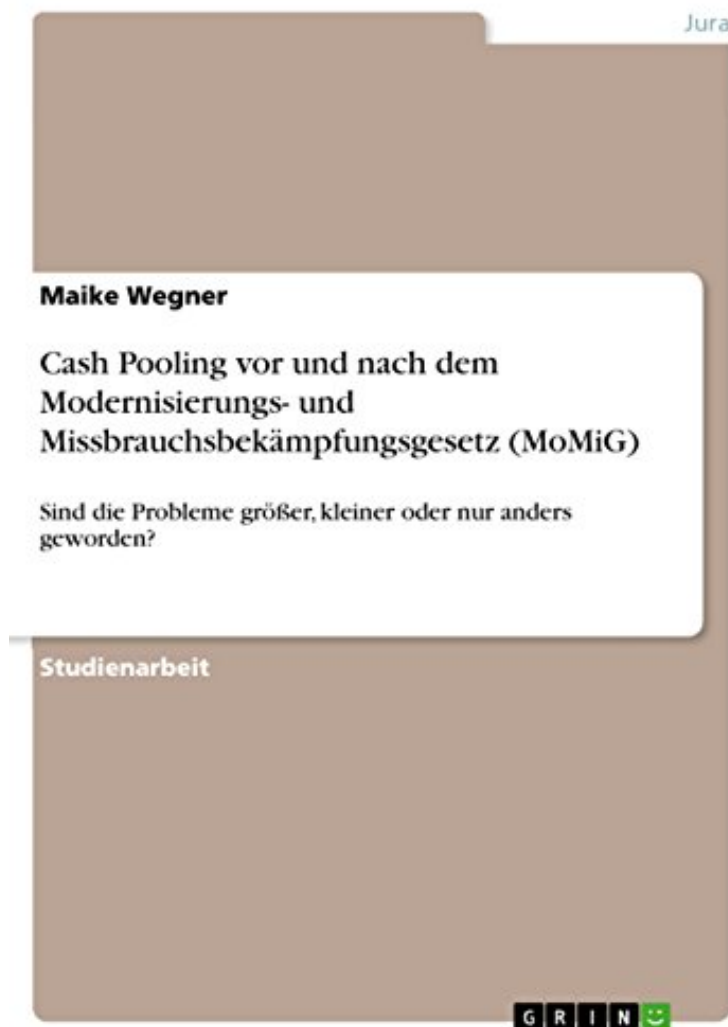 Jura
Maike Wegner
Cash Pooling vor und nach dem
Modernisierungs- und
Missbrauchsbekämpfungsgesetz (MoMiG)
Sind die Probleme größer, kleiner oder nur anders
geworden?
Studienarbeit
GRIN